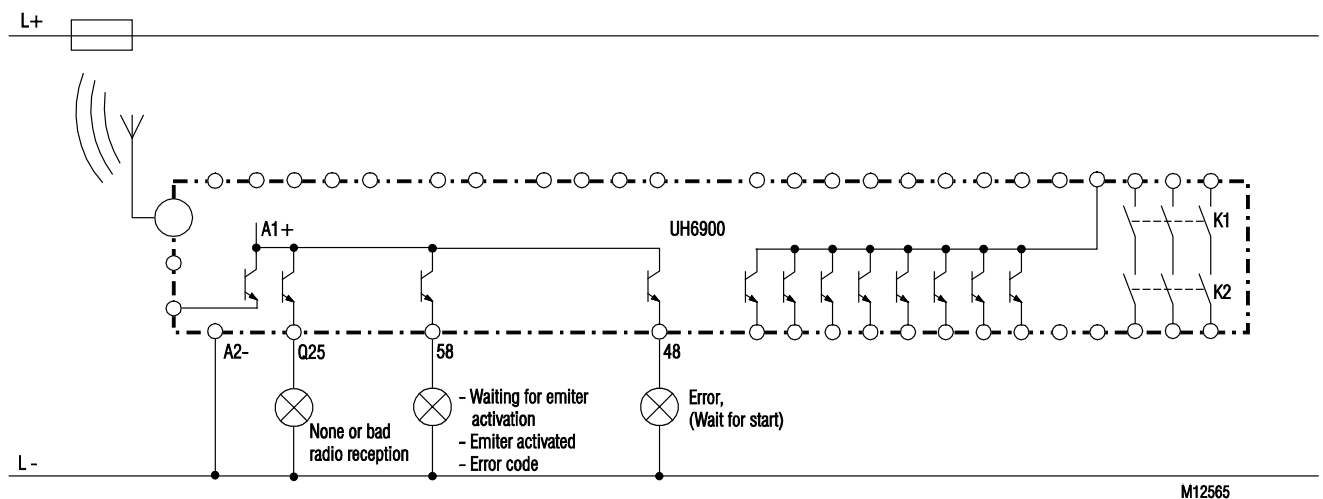 L+
A1+
UH6900
K1
K2
A2-
Q25
58
48
None or bad
radio reception
- Waiting for emiter
activation
- Emiter activated
- Error code
Error,
(Wait for start)
L -
M12565